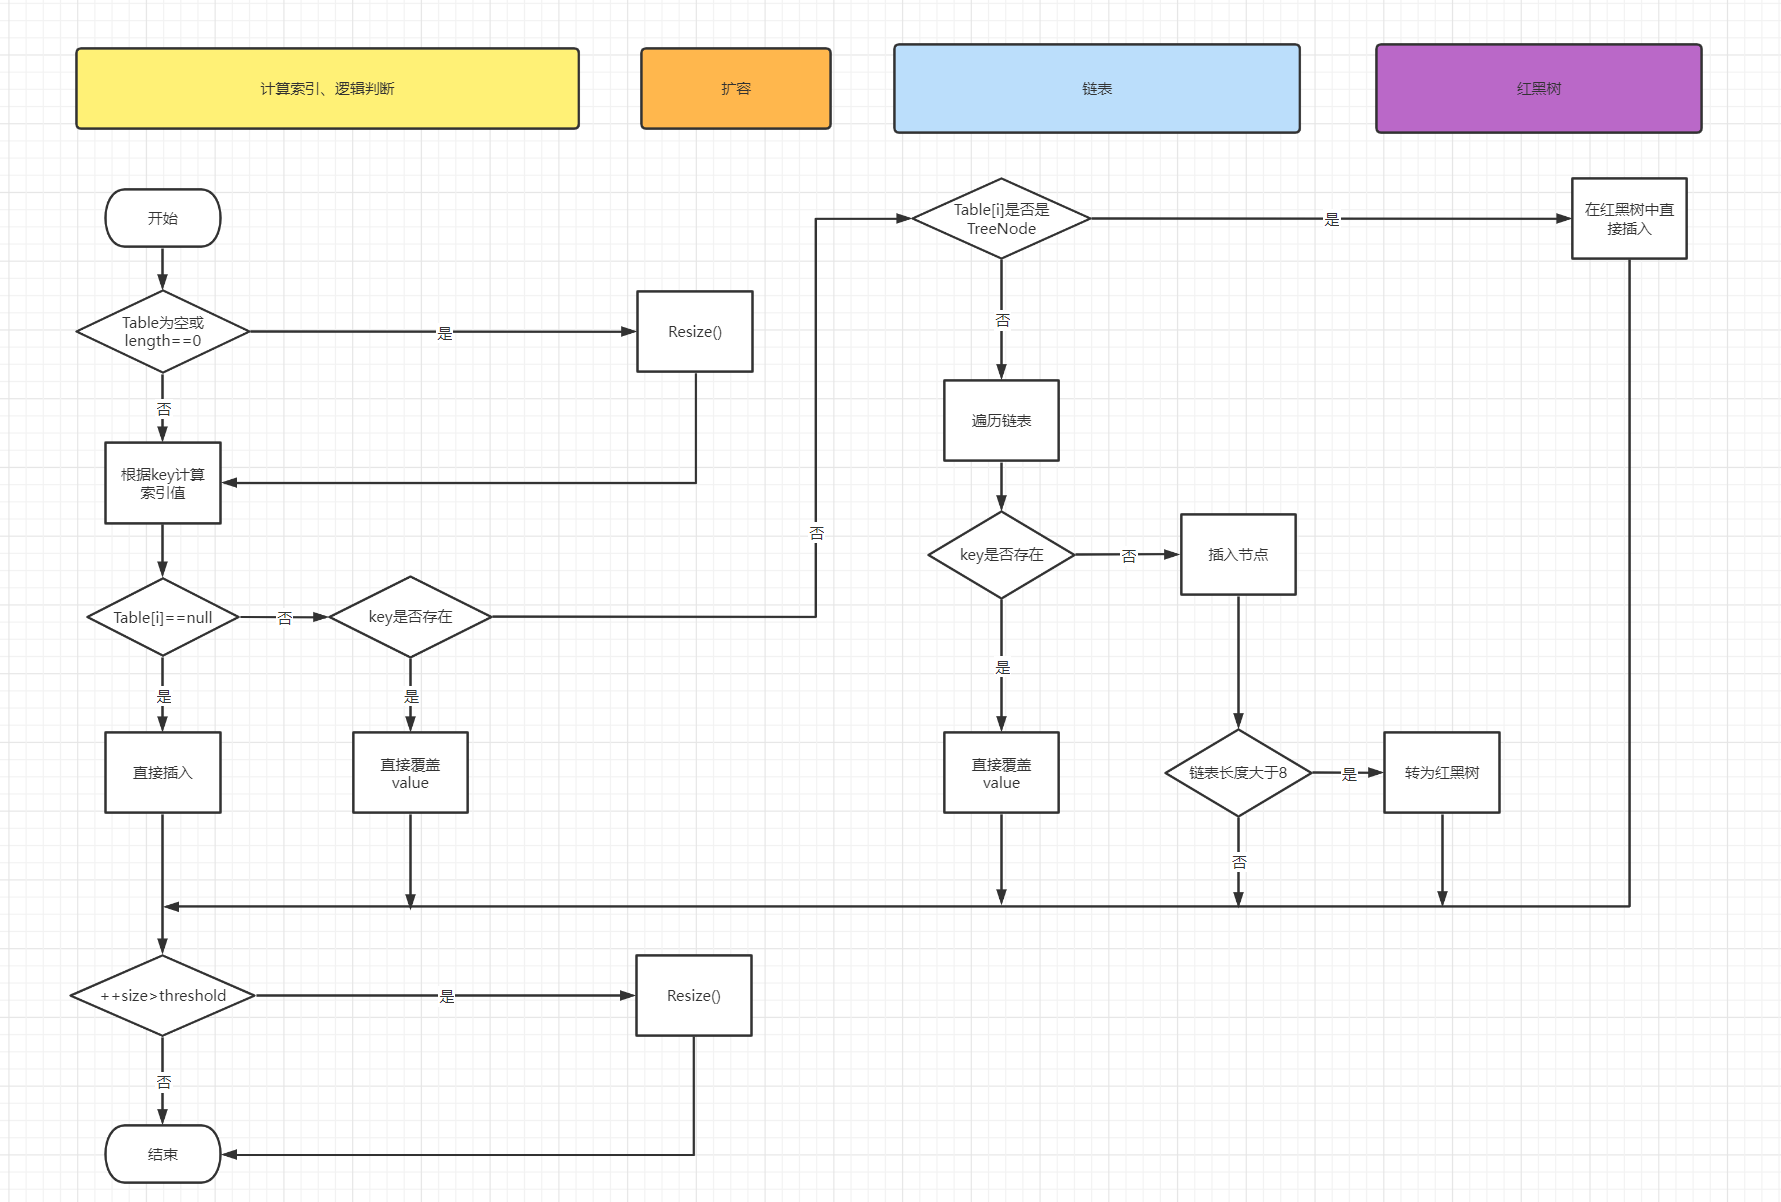 计算索引、逻辑判断
扩容
链表
红黑树
开始
Table[i]是否是
TreeNode
是
在红黑树中直
接插入
Table为空或
length==0
是
Resize()
否
否
遍历链表
根据key计算
索引值
否
key是否存在
否
插入节点
Table[i]==null
否
key是否存在
是
是
是
直接插入
直接覆盖
value
直接覆盖
value
链表长度大于8
是
转为红黑树
否
++size>threshold
是
Resize()
否
结束